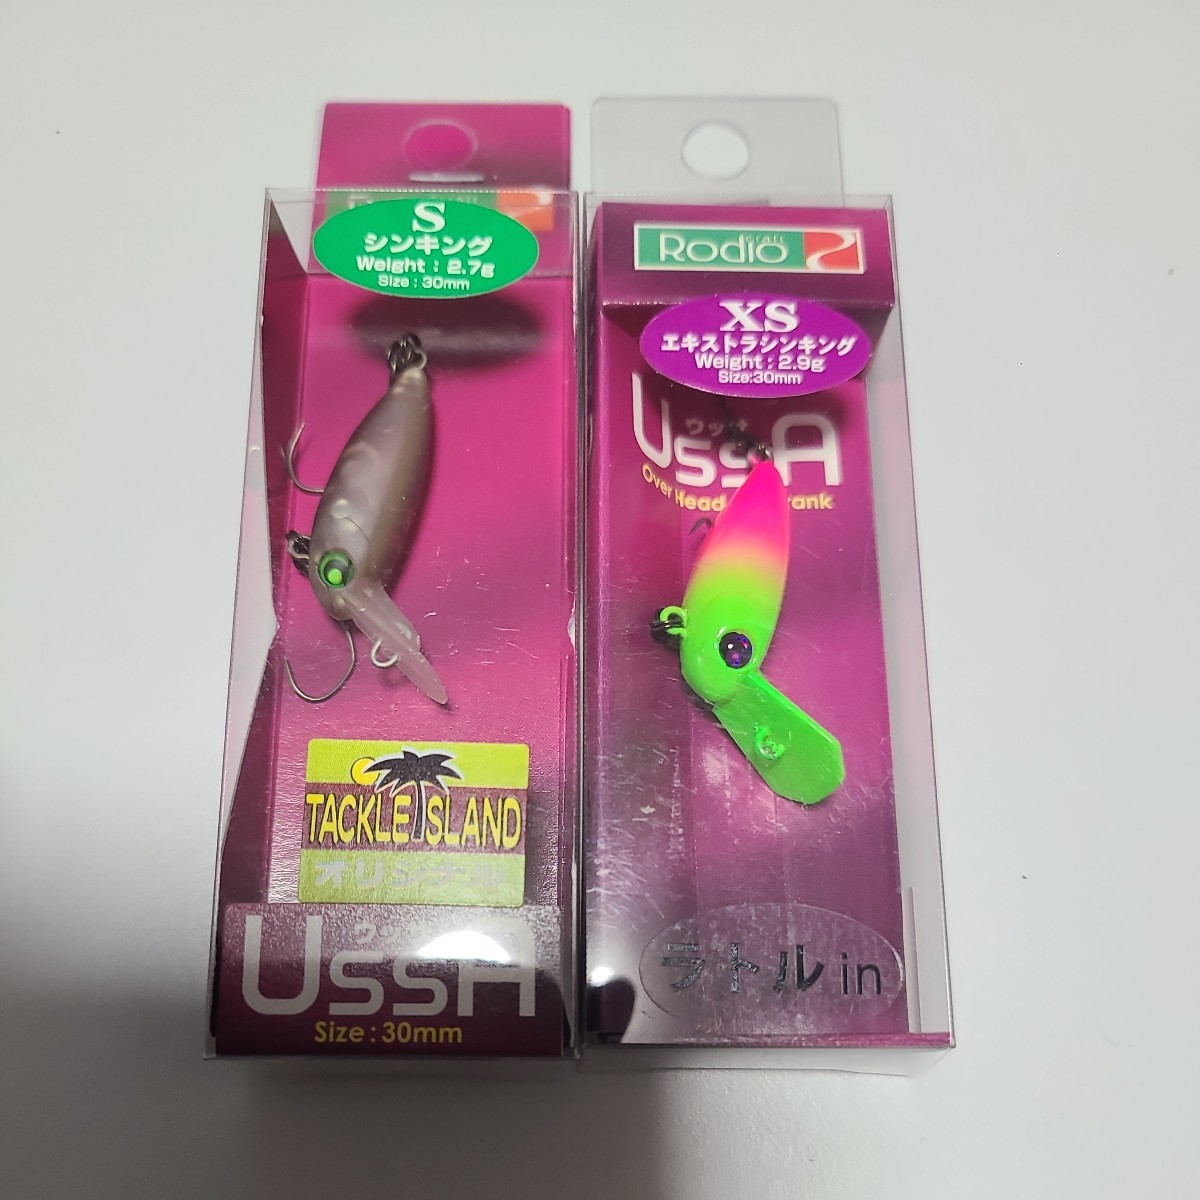 S
シンキング
Weight : 2.7g
Size : 30mm
TACKLE ISLAND
オリジナル
USSA
Size : 30mm
Rodio craft
XS
エキストラシンキング
Weight : 2.9g
Size:30mm
ウッサ
USSA
Over Head
ラトル in